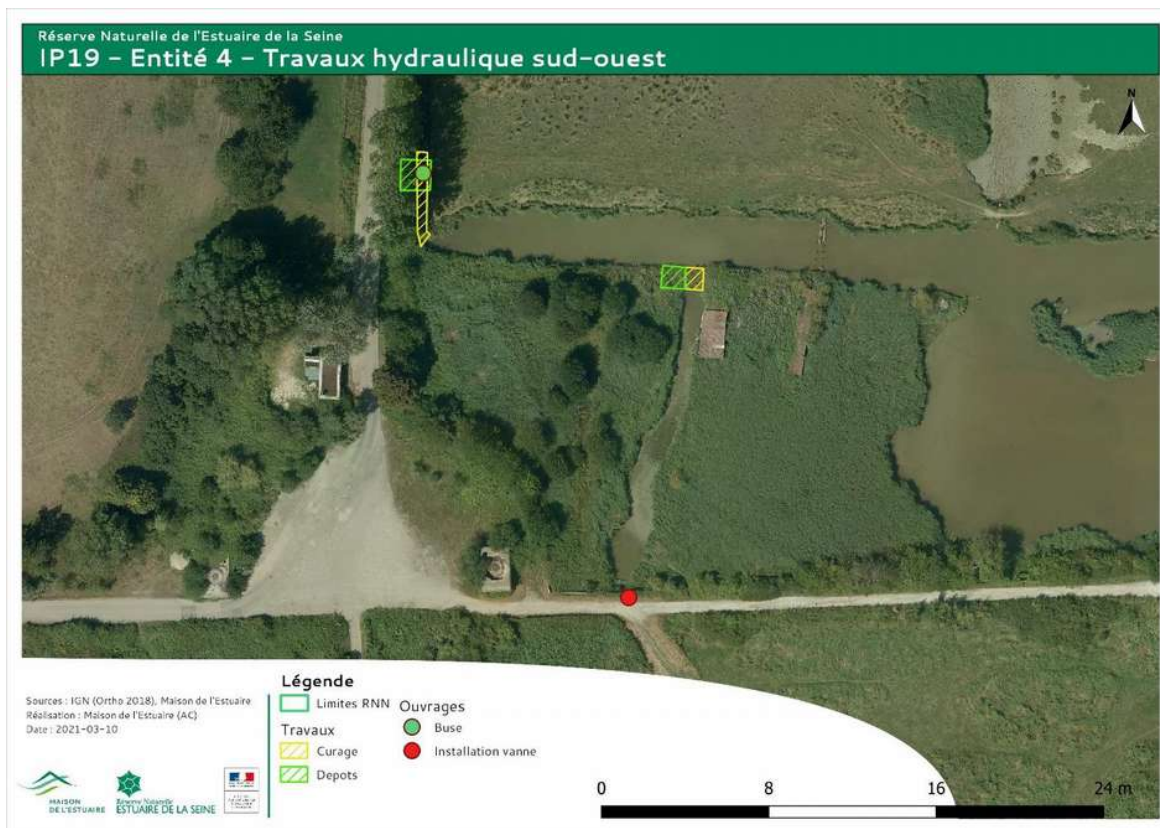 Réserve Naturelle de l'Estuaire de la Seine
IP19 - Entité 4 - Travaux hydraulique sud-ouest
N
Sources : IGN (Ortho 2018), Maison de l'Estuaire
Réalisation : Maison de l'Estuaire (AC)
Date : 2021-03-10
MAISON
DE L'ESTUAIRE
Réserve Naturelle
ESTUAIRE DE LA SEINE
Légende
Limites RNN
Travaux
Curage
Depots
Ouvrages
Buse
Installation vanne
0 8 16 24 m